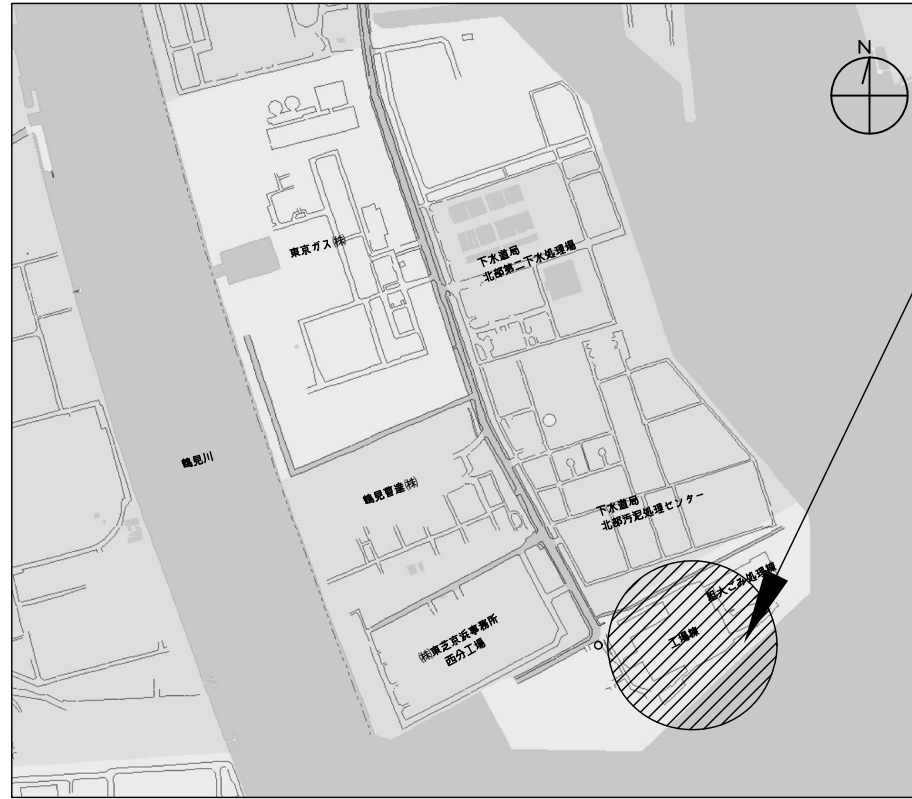 N
東京ガス㈱
下水道局
北部第二下水処理場
鶴見川
鶴見曹達㈱
下水道局
北部汚泥処理センター
粗大ごみ処理棟
工場棟
㈱東芝京浜事務所
西分工場